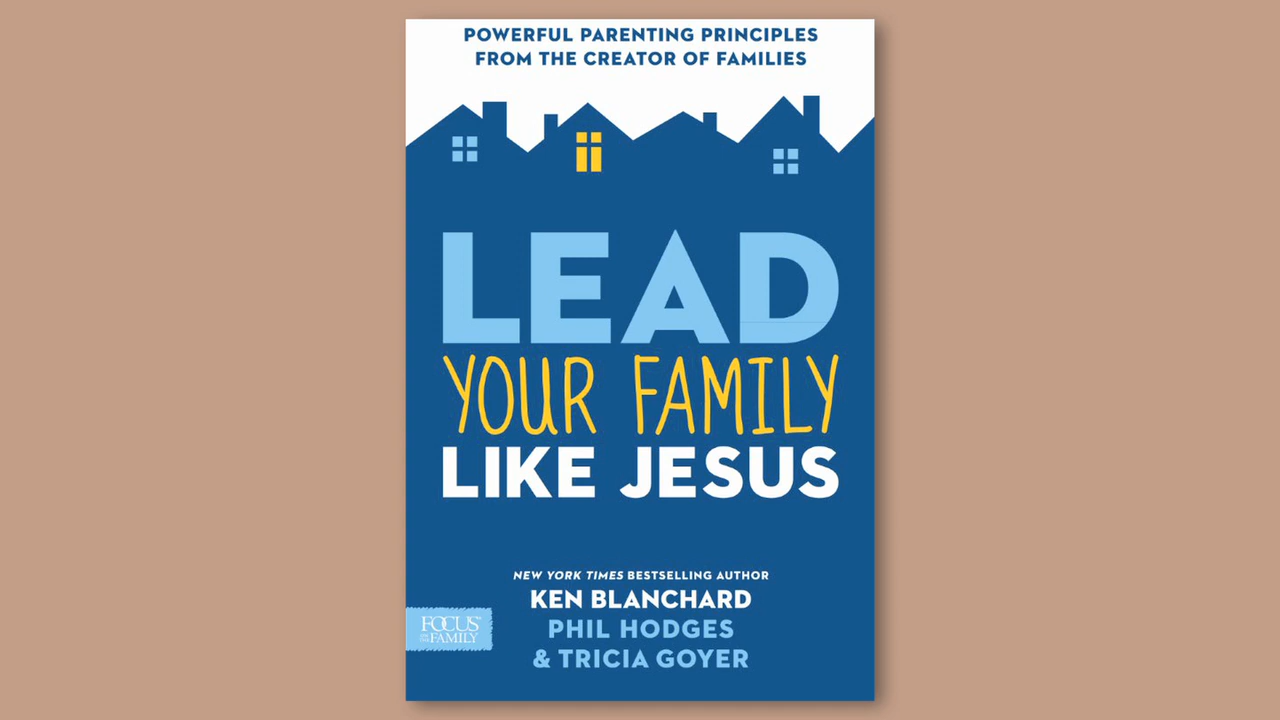 POWERFUL PARENTING PRINCIPLES
FROM THE CREATOR OF FAMILIES
LEAD
YOUR FAMILY
LIKE JESUS
NEW YORK TIMES BESTSELLING AUTHOR
KEN BLANCHARD
PHIL HODGES
& TRICIA GOYER
FOCUS
FAMILY